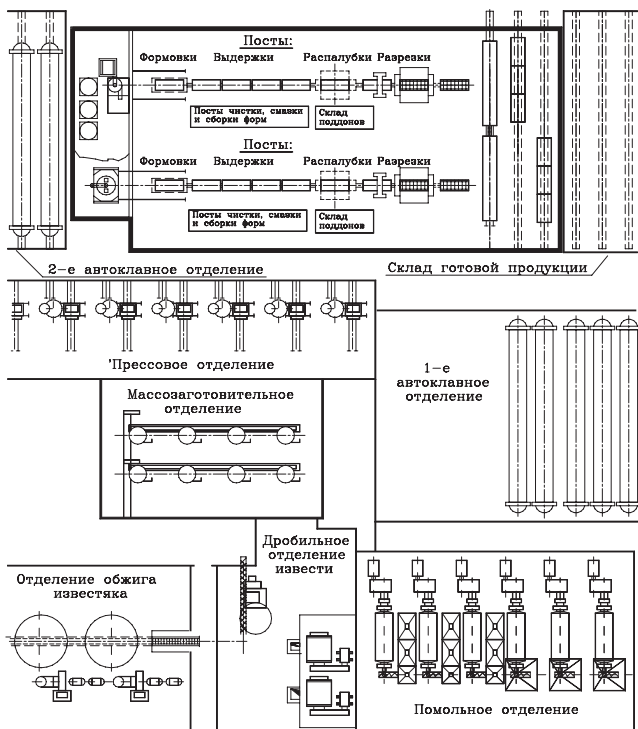 Посты:
Формовки Выдержки Распалубки Разрезки
Посты чистки, смазки
и сборки форм
Склад
поддонов
Посты:
Формовки Выдержки Распалубки Разрезки
Посты чистки, смазки
и сборки форм
Склад
поддонов
2-е автоклавное отделение
Склад готовой продукции
Прессовое отделение
1-е
автоклавное
отделение
Массозаготовительное
отделение
Дробильное
отделение
извести
Отделение обжига
известяка
Помольное отделение